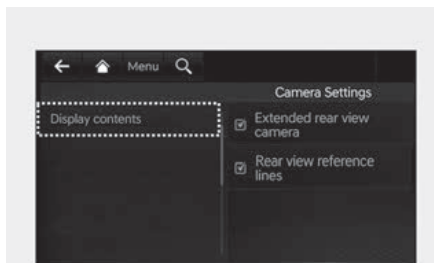 Menu
Camera Settings
Display contents
Extended rear view
camera
Rear view reference
lines